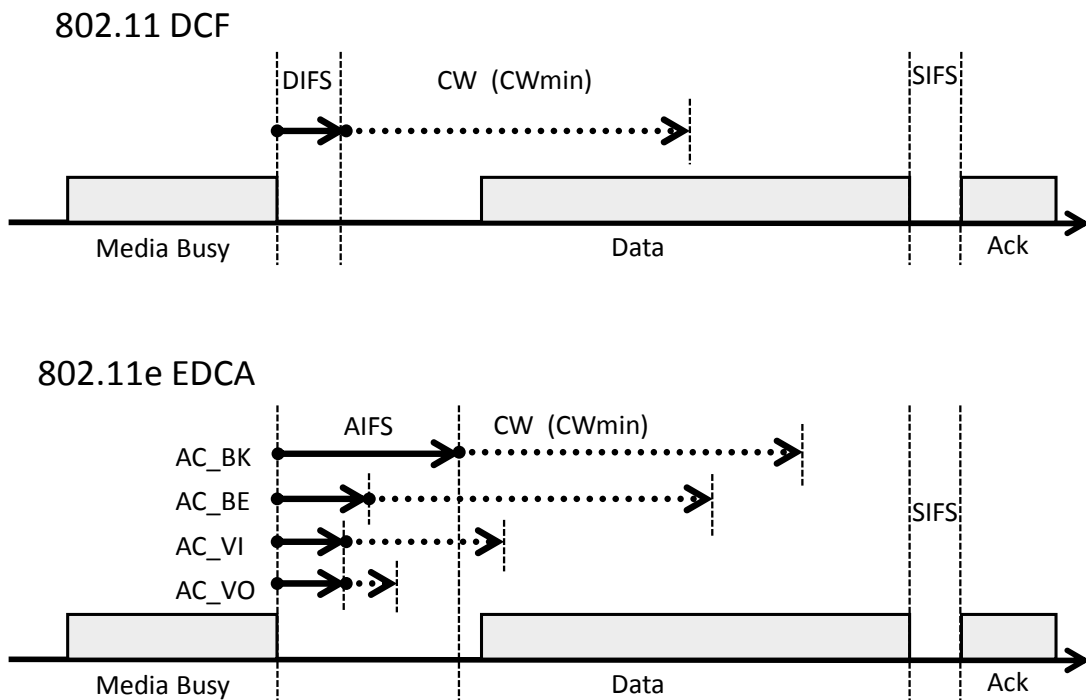 802.11 DCF
DIFS
CW (CWmin)
SIFS
Media Busy
Data
Ack
802.11e EDCA
AIFS
CW (CWmin)
AC_BK
AC_BE
SIFS
AC_VI
AC_VO
Media Busy
Data
Ack